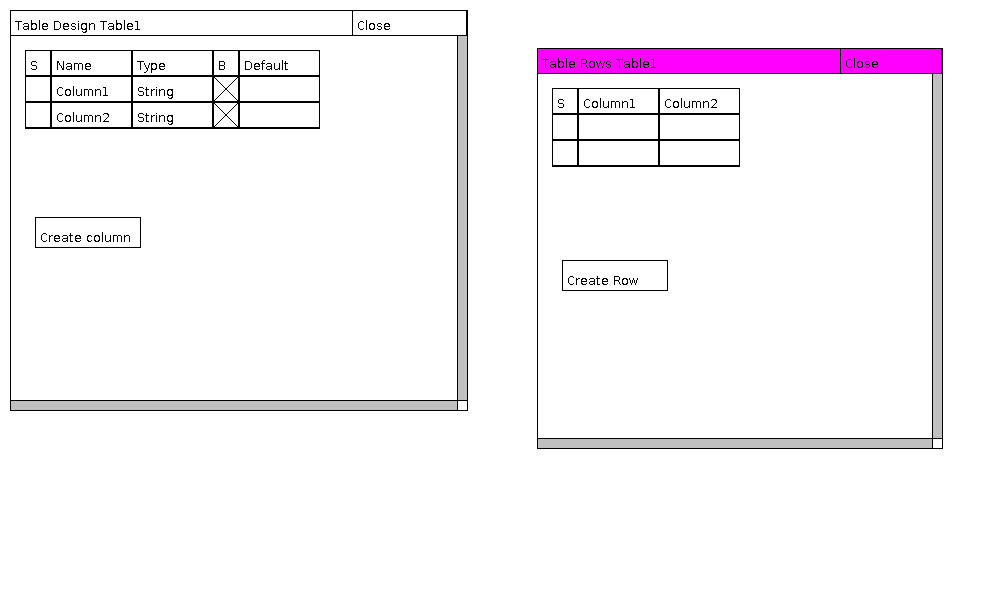 Table Design Table1 Close
S Name Type B Default
Column1 String
Column2 String
Create column
Table Rows Table1 Close
S Column1 Column2
Create Row